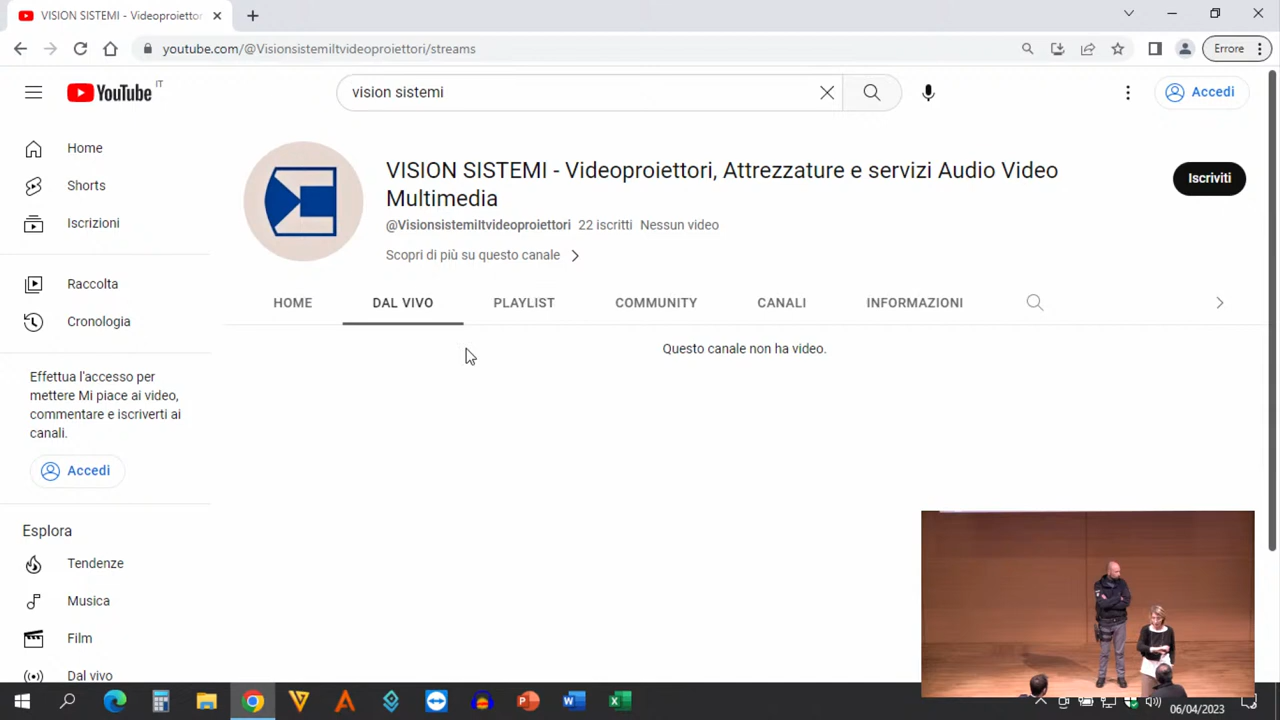 VISION SISTEMI - Videoproiettor
youtube.com/@Visionsistemiltvideoproiettori/streams
Errore
YouTube IT
vision sistemi
Accedi
Home
Shorts
Iscrizioni
Raccolta
Cronologia
Effettua l'accesso per
mettere Mi piace ai video,
commentare e iscriverti ai
canali.
Accedi
Esplora
Tendenze
Musica
Film
Dal vivo
VISION SISTEMI - Videoproiettori, Attrezzature e servizi Audio Video
Multimedia
@Visionsistemiltvideoproiettori 22 iscritti Nessun video
Scopri di più su questo canale
Iscriviti
HOME DAL VIVO PLAYLIST COMMUNITY CANALI INFORMAZIONI
Questo canale non ha video.
06/04/2023